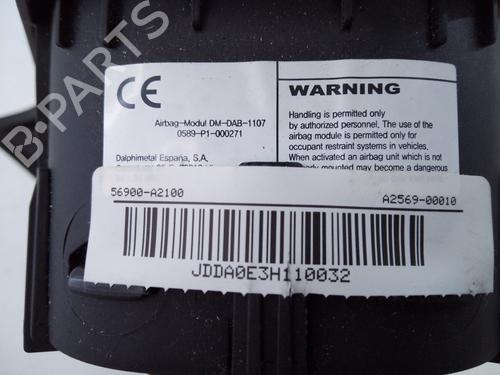 CE
Airbag-Modul DM-DAB-1107
0589-P1-000271
Dalphimetal España, S.A.
WARNING
Handling is permitted only
by authorized personnel. The use of
airbag module is permitted only for
occupant restraint systems in vehicles.
When activated an airbag unit which is not
mounted may become a dangerous
56900-A2100
A2569-00010
JDDA0E3H110032
B-PARTS